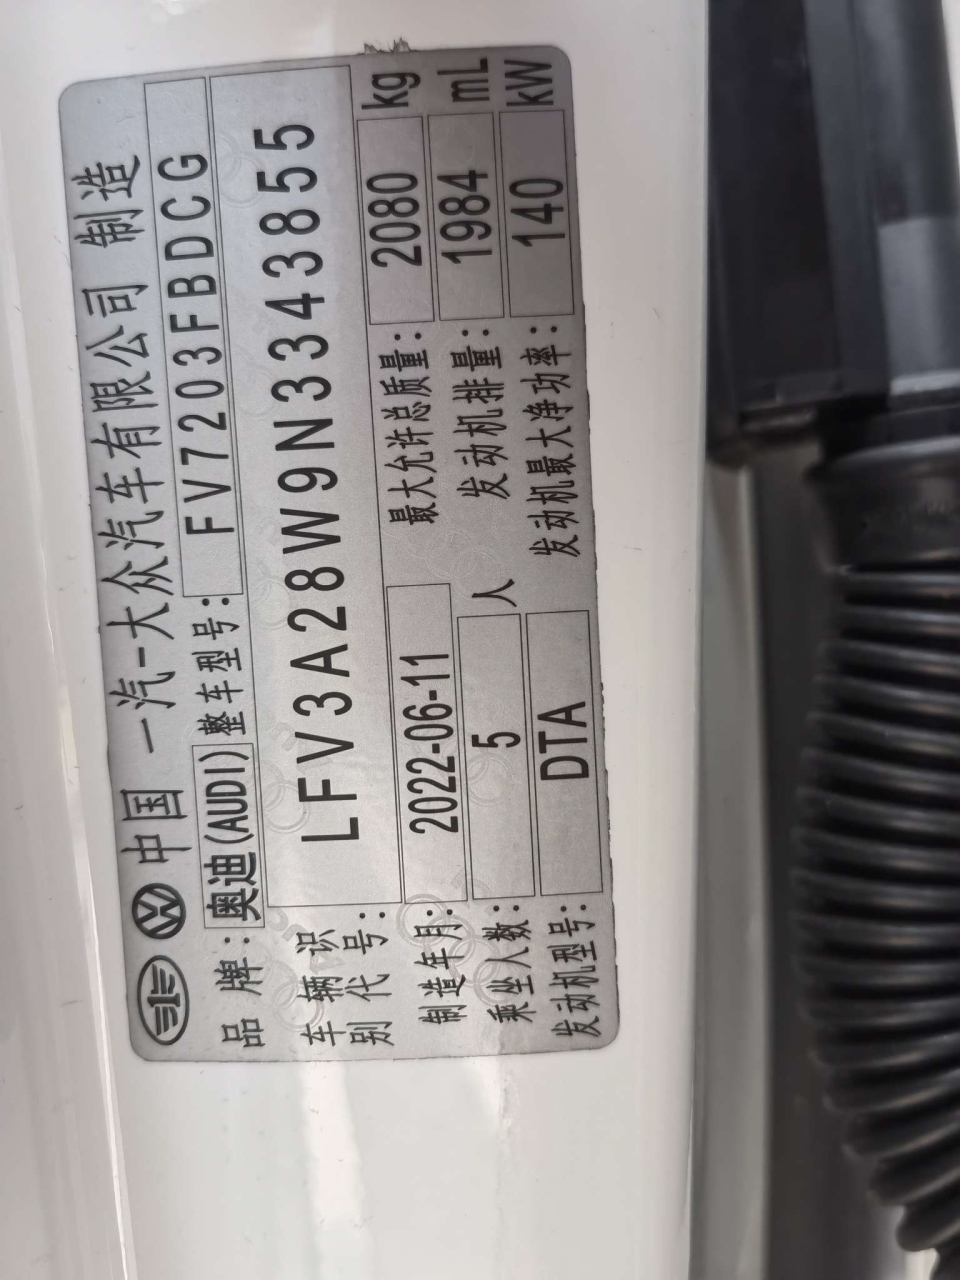 中国 一汽-大众汽车有限公司 制造
品牌: 奥迪(AUDI) 整车型号: FV7203FBDCG
车辆识别代号: LFV3A28W9N3343855
制造年月: 2022-06-11 最大允许总质量: 2080 kg
乘坐人数: 5 人 发动机排量: 1984 mL
发动机型号: DTA 发动机最大净功率: 140 kW